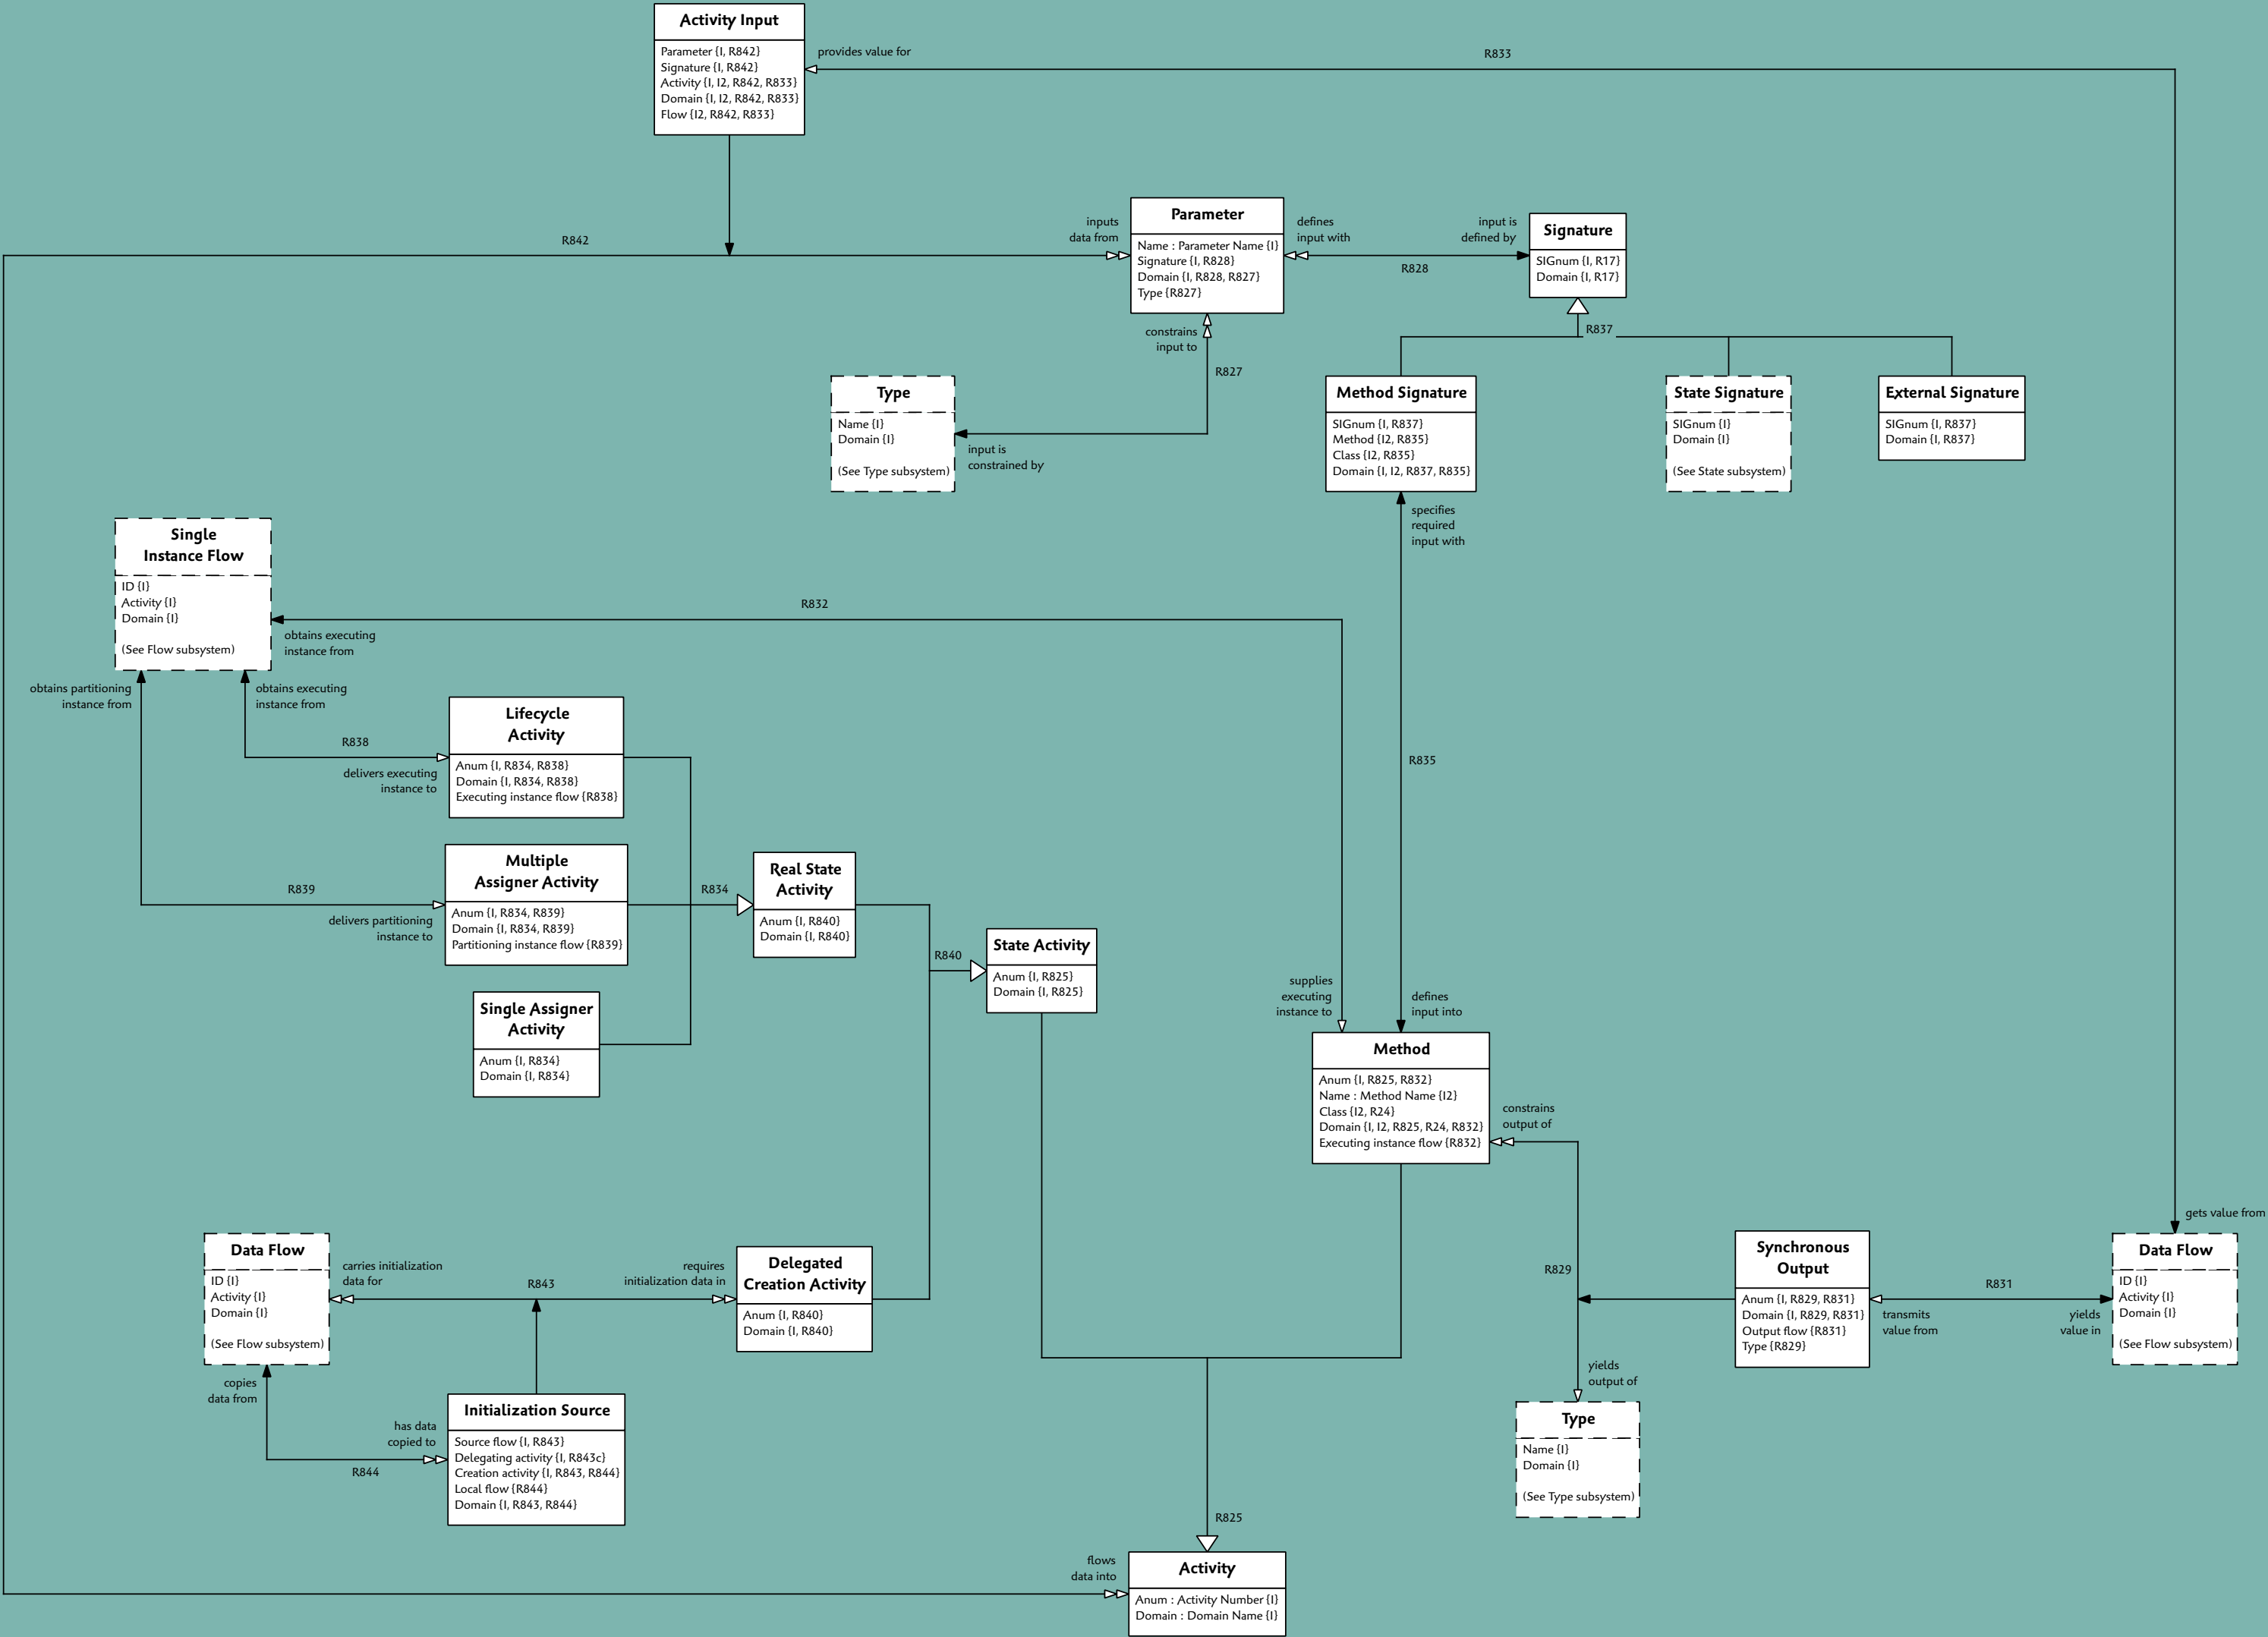 Activity Input
Parameter {I, R842}
Signature {I, R842}
Activity {I, I2, R842, R833}
Domain {I, I2, R842, R833}
Flow {I2, R842, R833}
provides value for
R833
R842
inputs
data from
Parameter
Name : Parameter Name {I}
Signature {I, R828}
Domain {I, R828, R827}
Type {R827}
defines
input with
R828
input is
defined by
Signature
SIGnum {I, R17}
Domain {I, R17}
R837
constrains
input to
R827
Type
Name {I}
Domain {I}
(See Type subsystem)
input is
constrained by
Method Signature
SIGnum {I, R837}
Method {I2, R835}
Class {I2, R835}
Domain {I, I2, R837, R835}
State Signature
SIGnum {I}
Domain {I}
(See State subsystem)
External Signature
SIGnum {I, R837}
Domain {I, R837}
specifies
required
input with
Single
Instance Flow
ID {I}
Activity {I}
Domain {I}
(See Flow subsystem)
R832
obtains executing
instance from
obtains partitioning
instance from
obtains executing
instance from
R838
delivers executing
instance to
Lifecycle
Activity
Anum {I, R834, R838}
Domain {I, R834, R838}
Executing instance flow {R838}
R835
R839
delivers partitioning
instance to
Multiple
Assigner Activity
Anum {I, R834, R839}
Domain {I, R834, R839}
Partitioning instance flow {R839}
R834
Real State
Activity
Anum {I, R840}
Domain {I, R840}
R840
State Activity
Anum {I, R825}
Domain {I, R825}
Single Assigner
Activity
Anum {I, R834}
Domain {I, R834}
supplies
executing
instance to
defines
input into
Method
Anum {I, R825, R832}
Name : Method Name {I2}
Class {I2, R24}
Domain {I, I2, R825, R24, R832}
Executing instance flow {R832}
constrains
output of
R829
gets value from
Data Flow
ID {I}
Activity {I}
Domain {I}
(See Flow subsystem)
carries initialization
data for
R843
requires
initialization data in
Delegated
Creation Activity
Anum {I, R840}
Domain {I, R840}
Synchronous
Output
Anum {I, R829, R831}
Domain {I, R829, R831}
Output flow {R831}
Type {R829}
R831
transmits
value from
yields
value in
Data Flow
ID {I}
Activity {I}
Domain {I}
(See Flow subsystem)
copies
data from
has data
copied to
R844
Initialization Source
Source flow {I, R843}
Delegating activity {I, R843c}
Creation activity {I, R843, R844}
Local flow {R844}
Domain {I, R843, R844}
yields
output of
Type
Name {I}
Domain {I}
(See Type subsystem)
R825
flows
data into
Activity
Anum : Activity Number {I}
Domain : Domain Name {I}